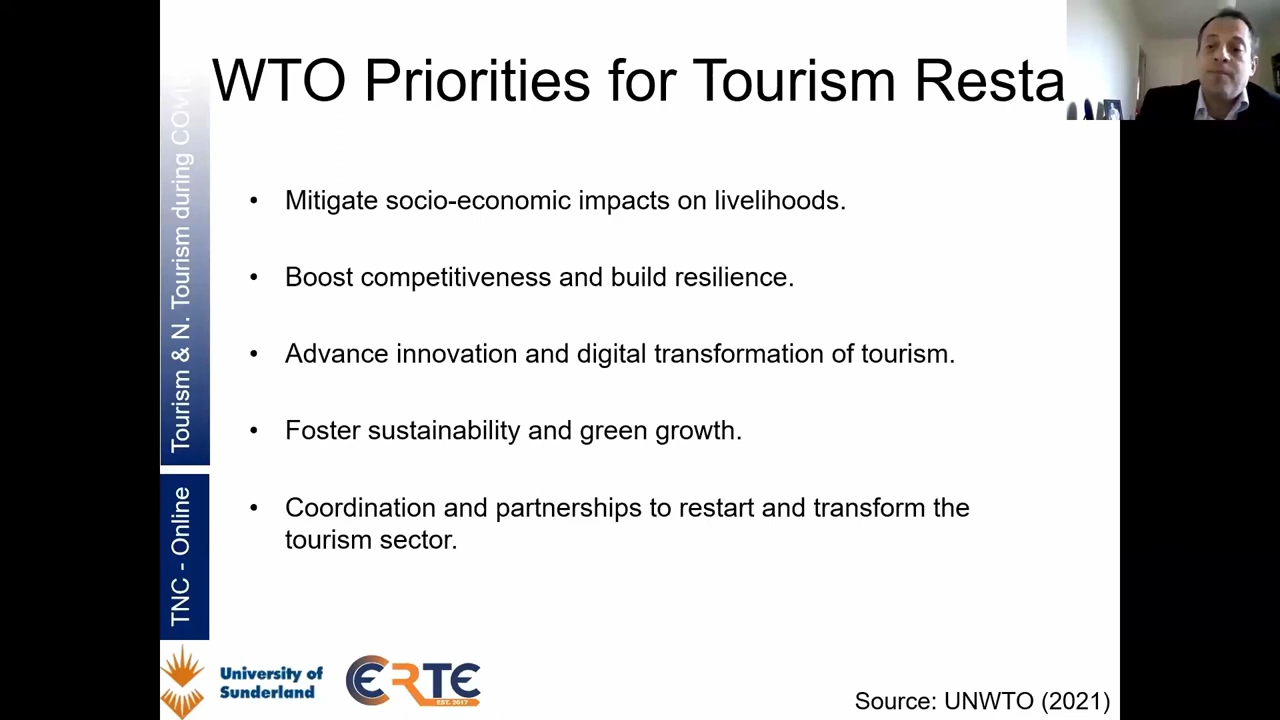 WTO Priorities for Tourism Resta
Mitigate socio-economic impacts on livelihoods.
Boost competitiveness and build resilience.
Advance innovation and digital transformation of tourism.
Foster sustainability and green growth.
Coordination and partnerships to restart and transform the
tourism sector.
Tourism & N. Tourism during COVI
TNC - Online
University of
Sunderland
CERTE
EST. 2017
Source: UNWTO (2021)